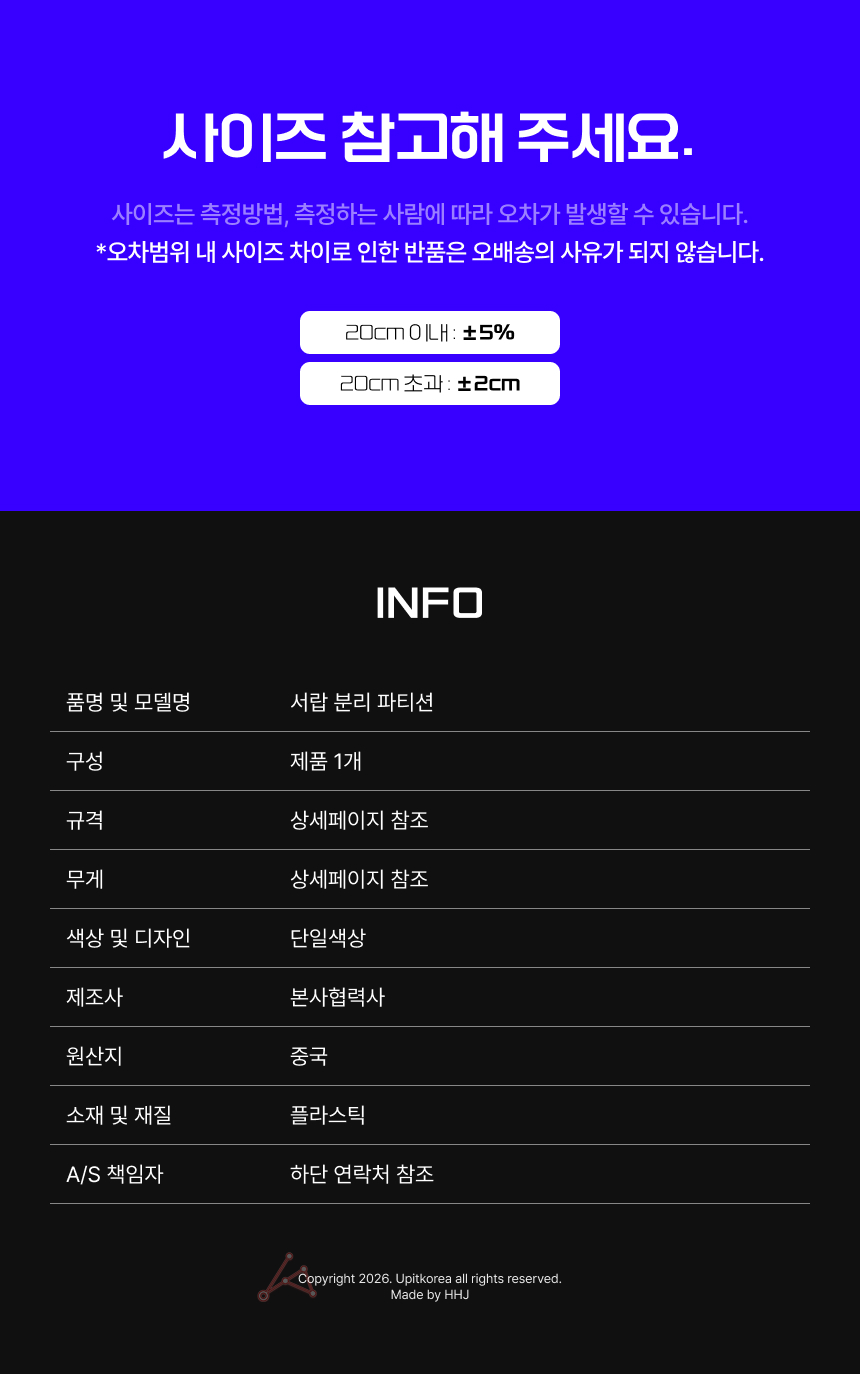 사이즈 참고해 주세요.
사이즈는 측정방법, 측정하는 사람에 따라 오차가 발생할 수 있습니다.
*오차범위 내 사이즈 차이로 인한 반품은 오배송의 사유가 되지 않습니다.
20cm 이내 : ±5%
20cm 초과 : ±2cm
INFO
품명 및 모델명 서랍 분리 파티션
구성 제품 1개
규격 상세페이지 참조
무게 상세페이지 참조
색상 및 디자인 단일색상
제조사 본사협력사
원산지 중국
소재 및 재질 플라스틱
A/S 책임자 하단 연락처 참조
Copyright 2026. Upitkorea all rights reserved.
Made by HHJ